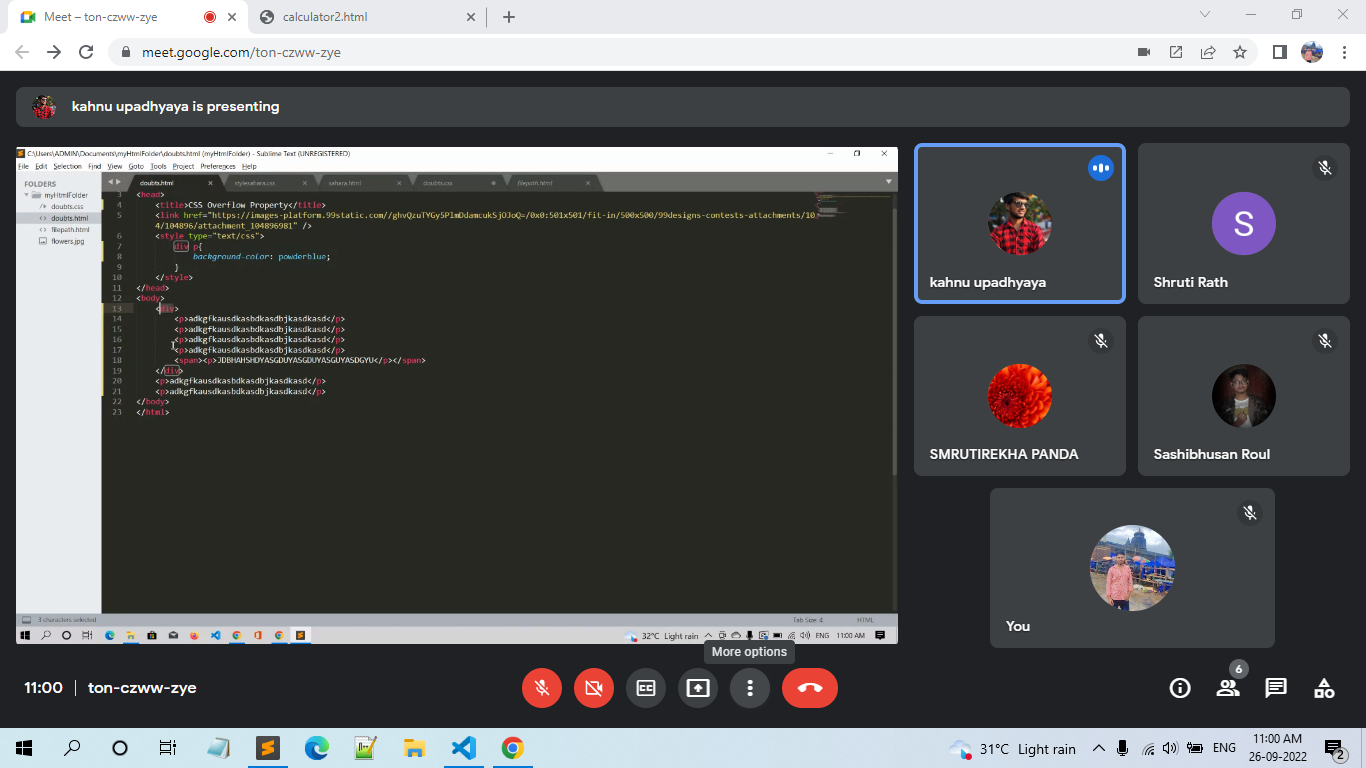 Meet – ton-czww-zye
calculator2.html
meet.google.com/ton-czww-zye
kahnu upadhyaya is presenting
C:\Users\ADMIN\Documents\myHtmlFolder\doubts.html (myHtmlFolder) - Sublime Text (UNREGISTERED)
File Edit Selection Find View Goto Tools Project Preferences Help
FOLDERS
myHtmlFolder
doubts.css
doubts.html
filepath.html
flowers.jpg
doubts.html stylesahara.css sahara.html doubts.css filepath.html
3 <head>
4 <title>CSS Overflow Property</title>
5 <link href="https://images-platform.99static.com//ghvQzuTYGy5PlmDdamcukSjOJoQ=/0x0:501x501/fit-in/500x500/99designs-contests-attachments/10
4/104896/attachment_104896981" />
6 <style type="text/css">
7 div p{
8 background-color: powderblue;
9 }
10 </style>
11 </head>
12 <body>
13 <div>
14 <p>adkgfkausdkasbdkasdbjkasdkasd</p>
15 <p>adkgfkausdkasbdkasdbjkasdkasd</p>
16 <p>adkgfkausdkasbdkasdbjkasdkasd</p>
17 <p>adkgfkausdkasbdkasdbjkasdkasd</p>
18 <span><p>JDBHAHSHDYASGDUYASGDUYASGUYASDGYU</p></span>
19 </div>
20 <p>adkgfkausdkasbdkasdbjkasdkasd</p>
21 <p>adkgfkausdkasbdkasdbjkasdkasd</p>
22 </body>
23 </html>
3 characters selected
Tab Size: 4
HTML
32°C Light rain
ENG
11:00 AM
kahnu upadhyaya
S
Shruti Rath
SMRUTIREKHA PANDA
Sashibhusan Roul
You
More options
11:00 | ton-czww-zye
6
31°C Light rain
ENG
11:00 AM
26-09-2022
2